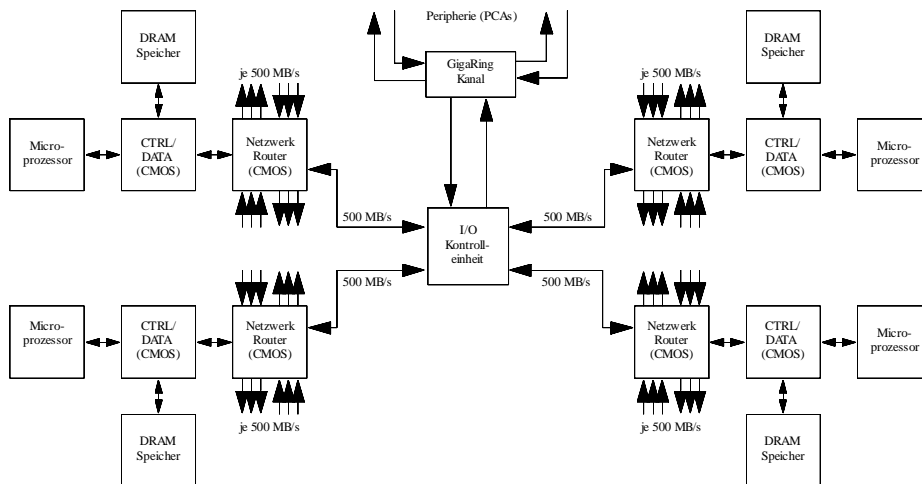 Peripherie (PCAs)
DRAM
Speicher
GigaRing
Kanal
DRAM
Speicher
je 500 MB/s
je 500 MB/s
Micro-
prozessor
CTRL/
DATA
(CMOS)
Netzwerk
Router
(CMOS)
Netzwerk
Router
(CMOS)
CTRL/
DATA
(CMOS)
Micro-
prozessor
500 MB/s
I/O
Kontroll-
einheit
500 MB/s
500 MB/s
500 MB/s
Micro-
prozessor
CTRL/
DATA
(CMOS)
Netzwerk
Router
(CMOS)
Netzwerk
Router
(CMOS)
CTRL/
DATA
(CMOS)
Micro-
prozessor
je 500 MB/s
je 500 MB/s
DRAM
Speicher
DRAM
Speicher